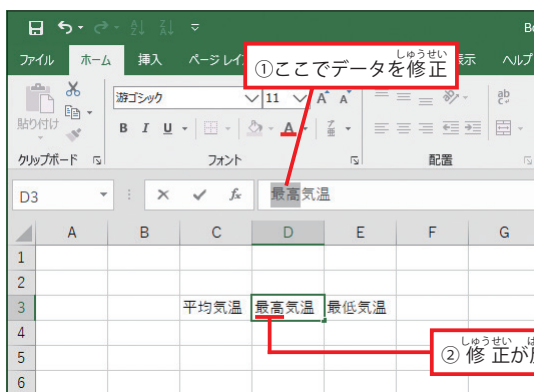 Bo
ファイル ホーム 挿入 ページ レイ 表示 ヘルプ
①ここでデータを修正
しゅうせい
游ゴシック 11 A A ab
貼り付け B I U A 亜
クリップボード フォント 配置
D3 fx 最高気温
A B C D E F G
1
2
3 平均気温 最高気温 最低気温
4
5
6
しゅうせい は
②修正が